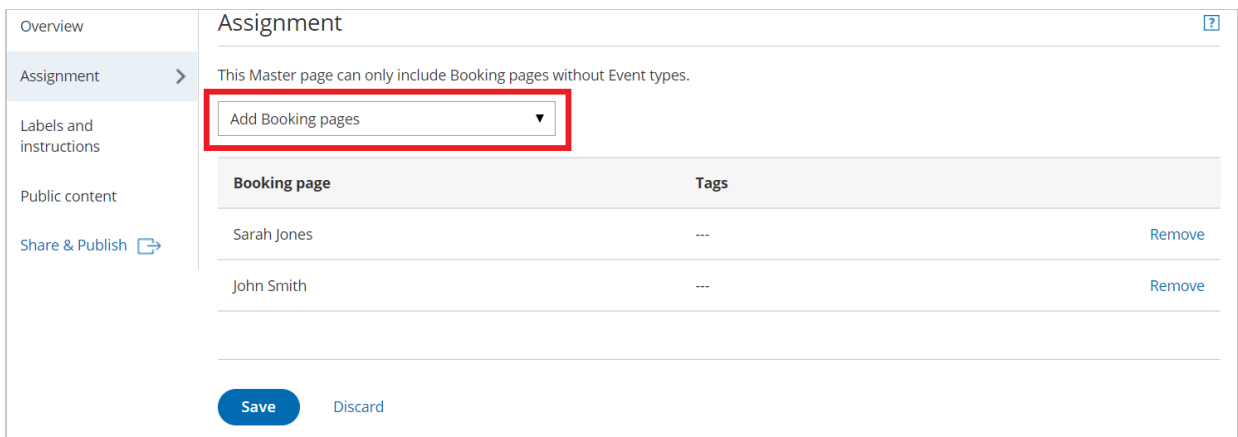 Overview
Assignment
Labels and
instructions
Public content
Share & Publish
Assignment
?
This Master page can only include Booking pages without Event types.
Add Booking pages
Booking page Tags
Sarah Jones --- Remove
John Smith --- Remove
Save Discard